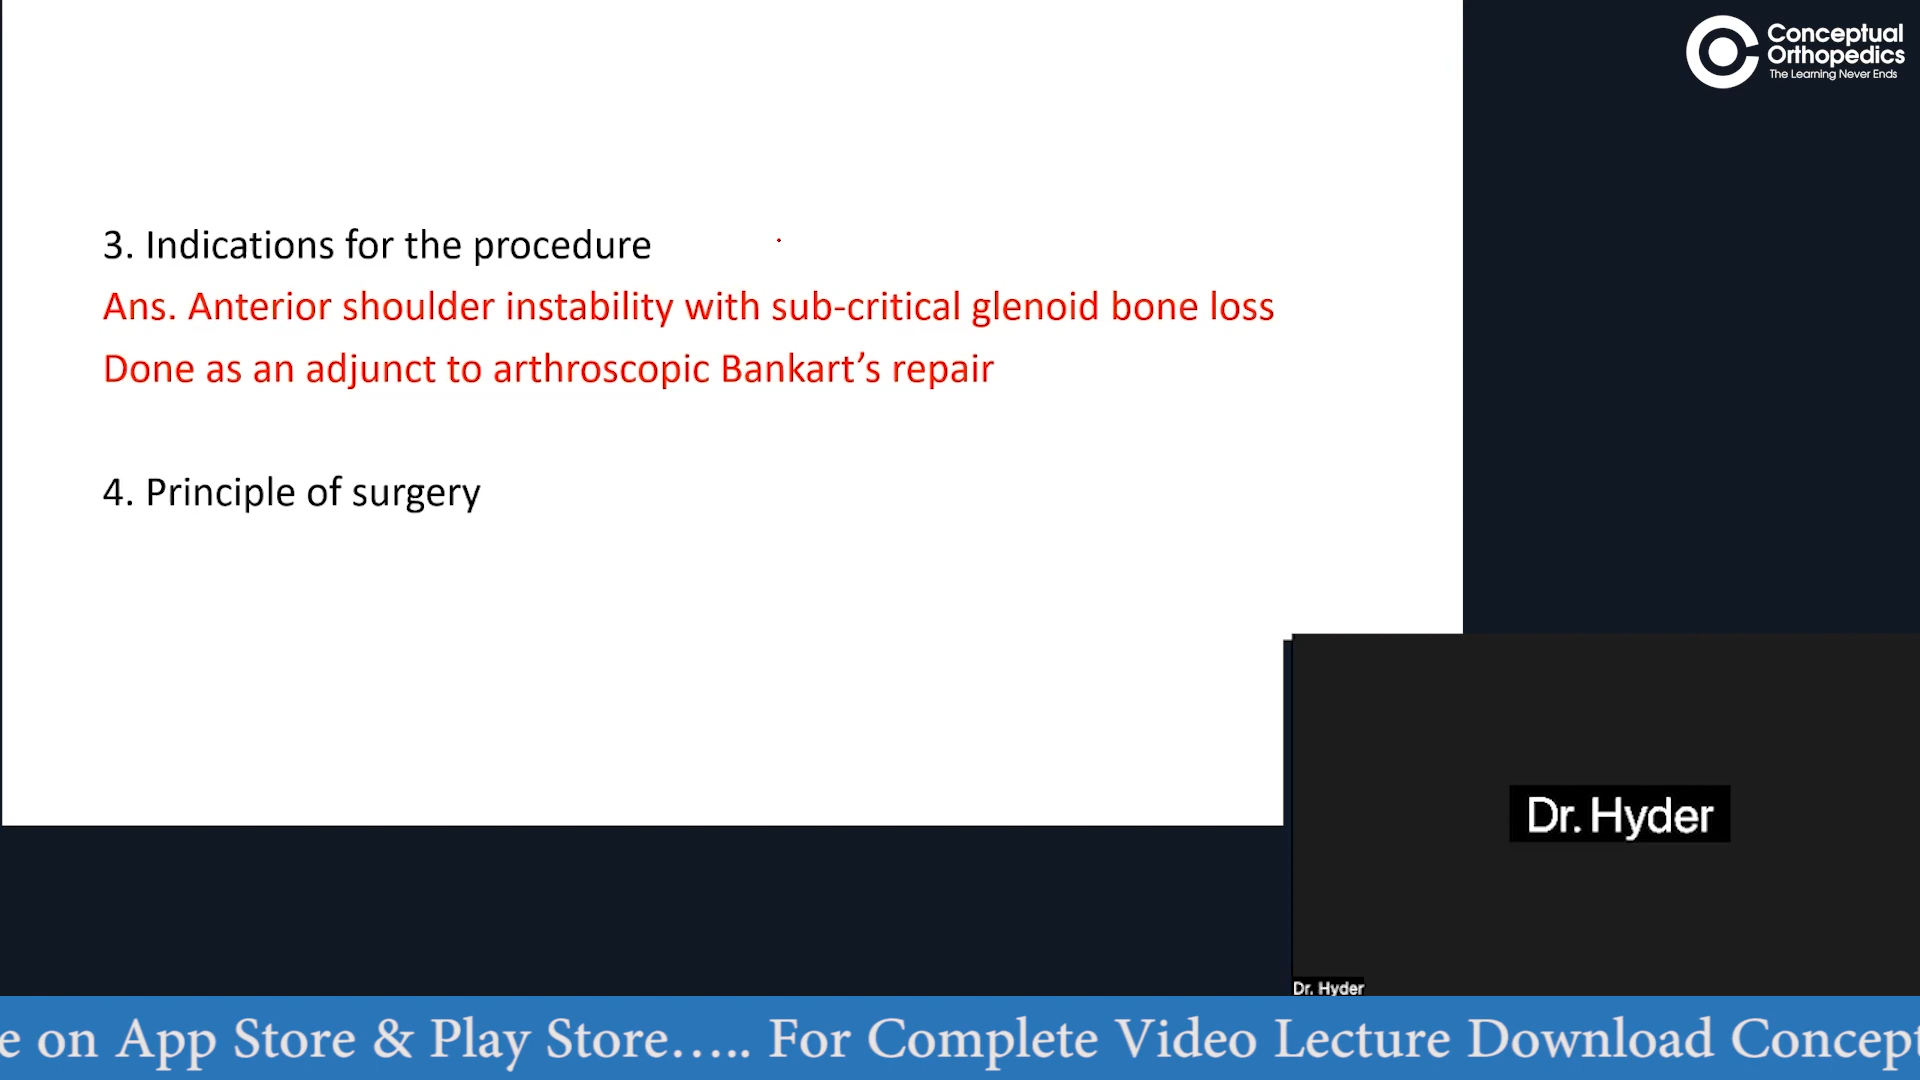 Conceptual
Orthopedics
The Learning Never Ends
3. Indications for the procedure
Ans. Anterior shoulder instability with sub-critical glenoid bone loss
Done as an adjunct to arthroscopic Bankart’s repair
4. Principle of surgery
Dr. Hyder
Dr. Hyder
e on App Store & Play Store..... For Complete Video Lecture Download Concept